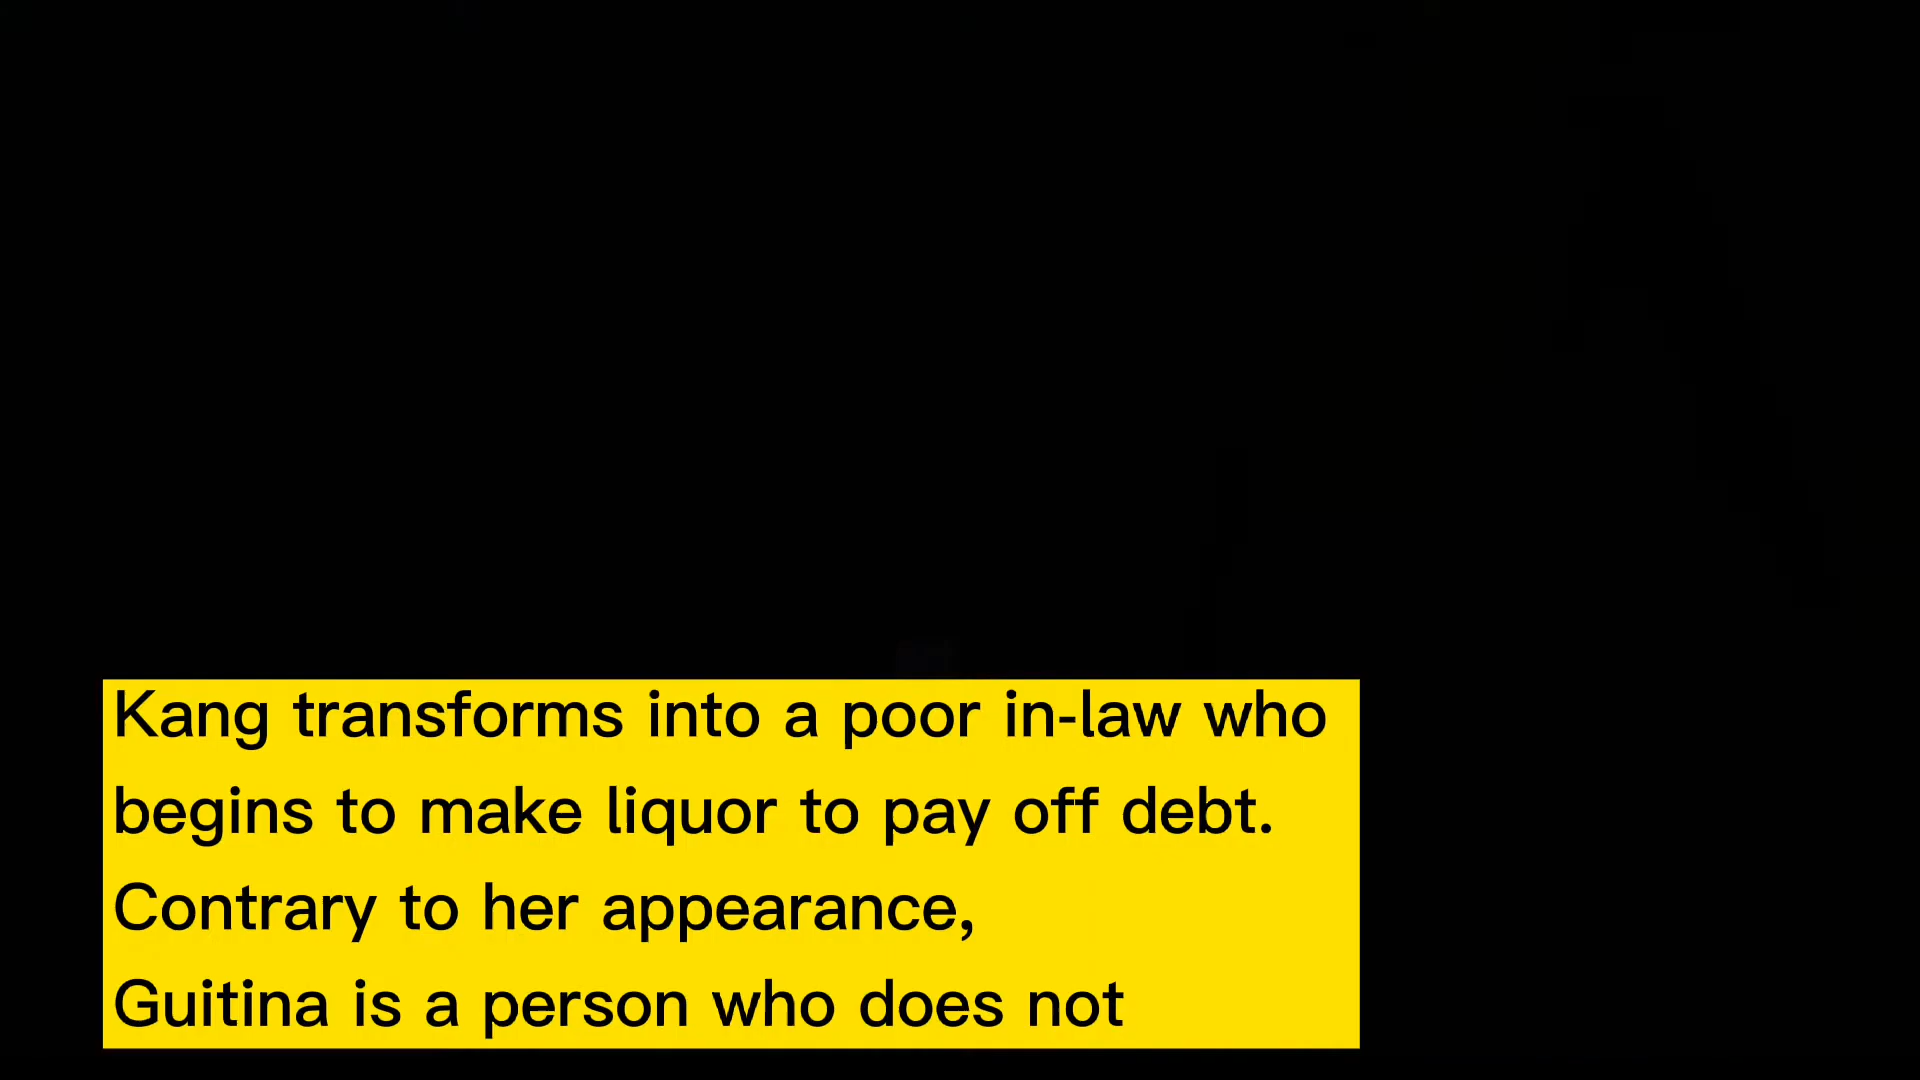 Kang transforms into a poor in-law who
begins to make liquor to pay off debt.
Contrary to her appearance,
Guitina is a person who does not